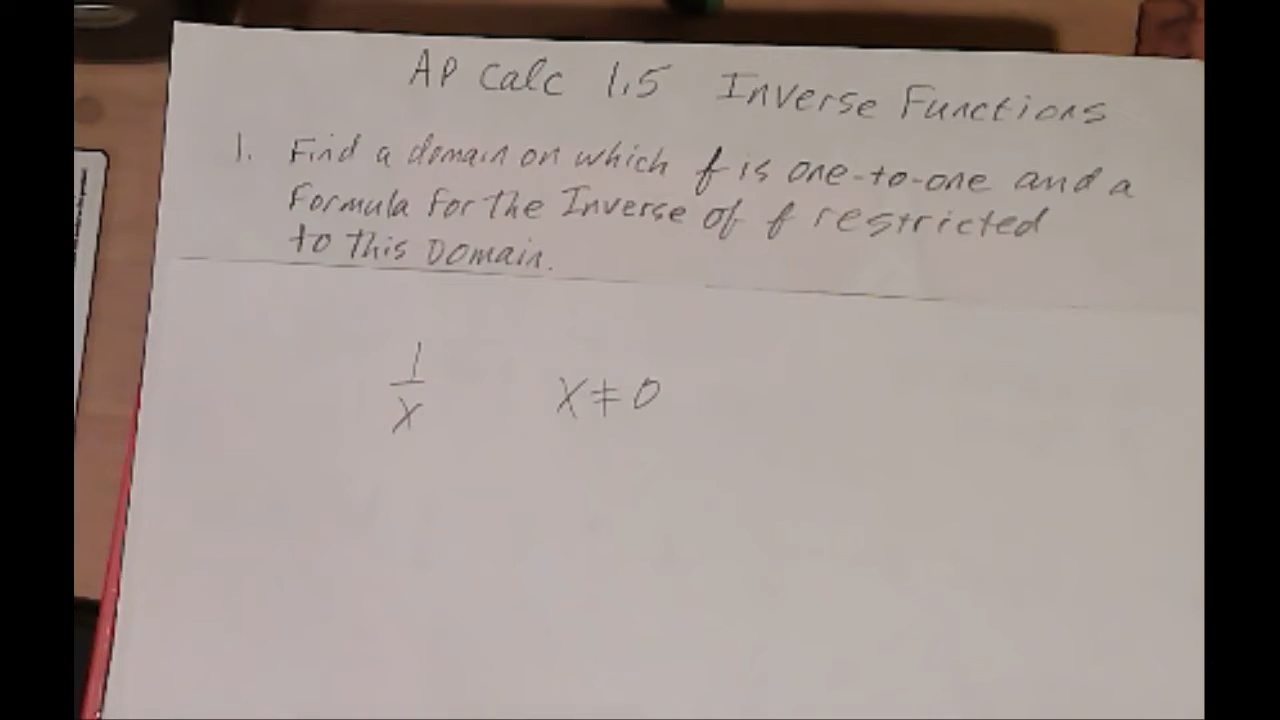 AP Calc 1.5 Inverse Functions
1. Find a domain on which f is one-to-one and a
Formula for the Inverse of f restricted
to this Domain.
1/x x≠0